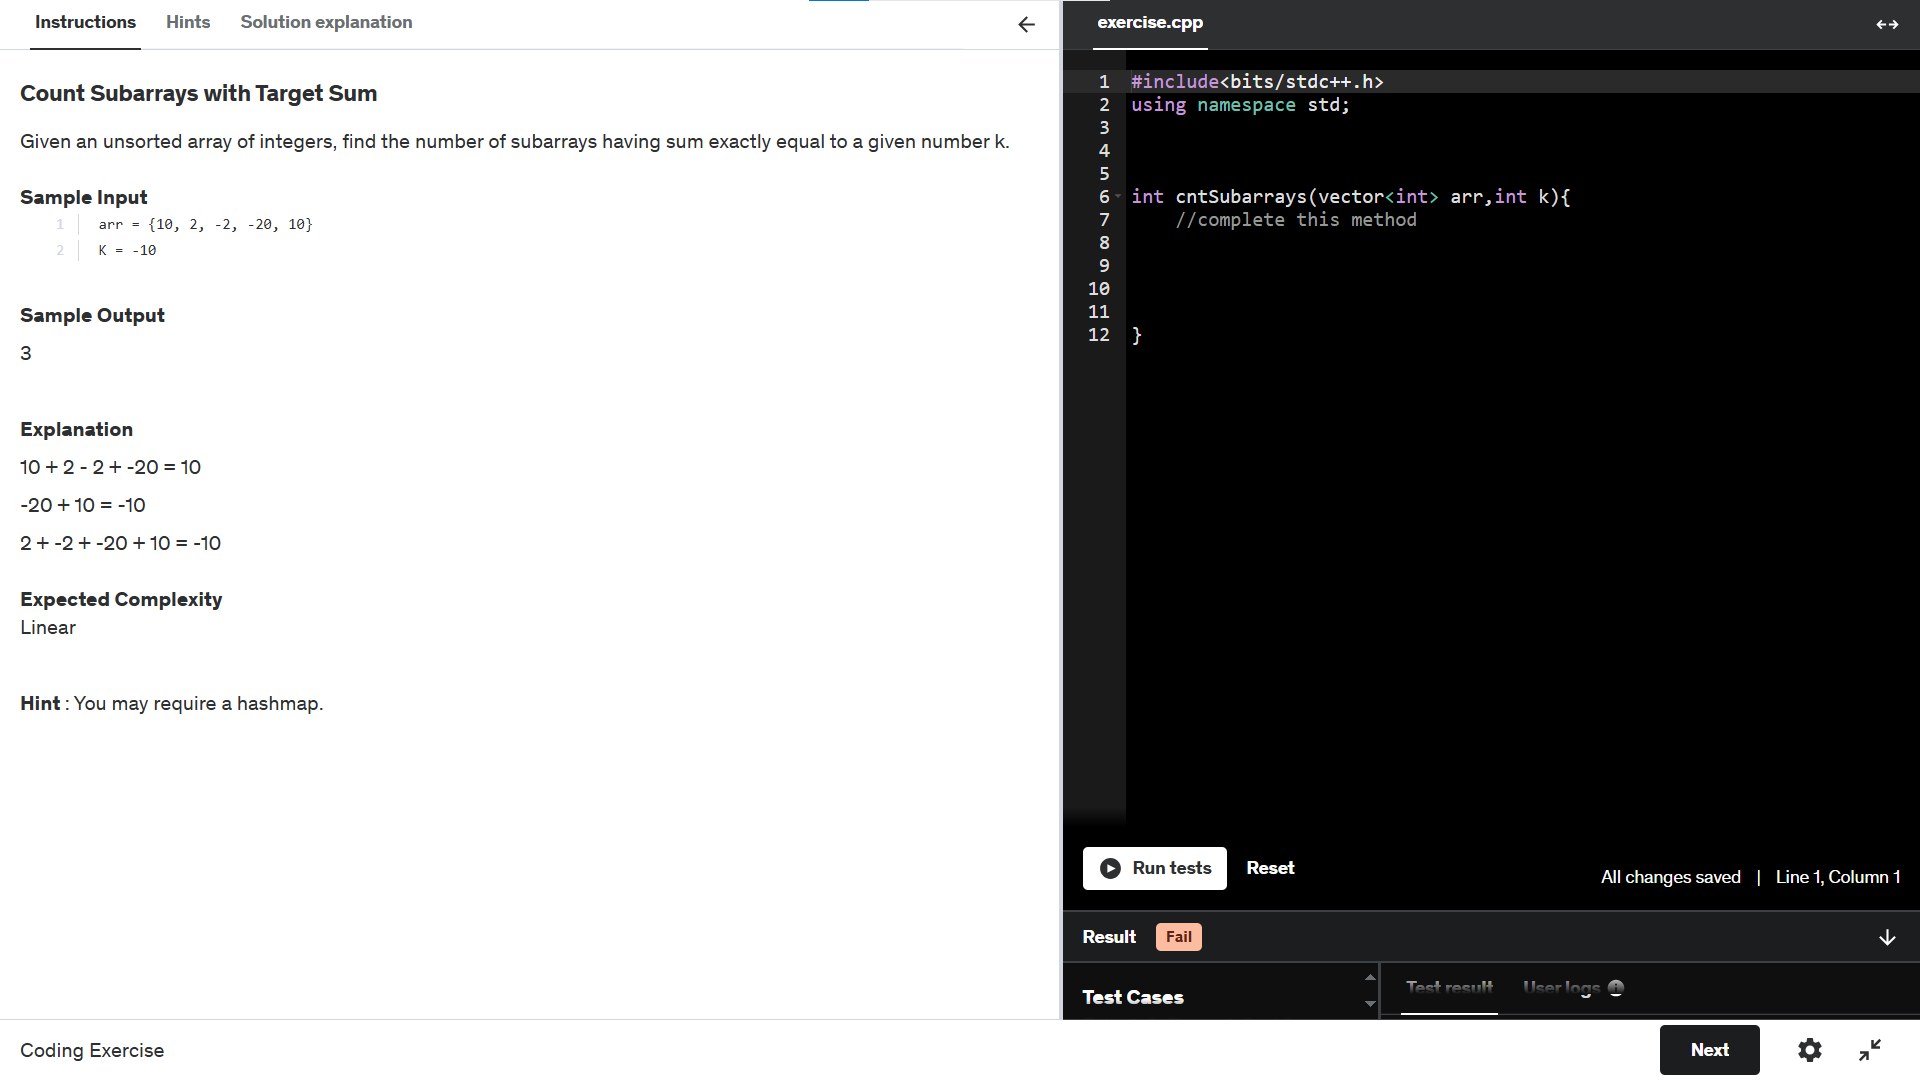 Instructions Hints Solution explanation
Count Subarrays with Target Sum
Given an unsorted array of integers, find the number of subarrays having sum exactly equal to a given number k.
Sample Input
1 arr = {10, 2, -2, -20, 10}
2 K = -10
Sample Output
3
Explanation
10 + 2 - 2 + -20 = 10
-20 + 10 = -10
2 + -2 + -20 + 10 = -10
Expected Complexity
Linear
Hint : You may require a hashmap.
exercise.cpp
1 #include<bits/stdc++.h>
2 using namespace std;
3
4
5
6 int cntSubarrays(vector<int> arr,int k){
7 //complete this method
8
9
10
11
12 }
Run tests Reset
All changes saved | Line 1, Column 1
Result Fail
Test Cases
Test result User logs
Coding Exercise
Next